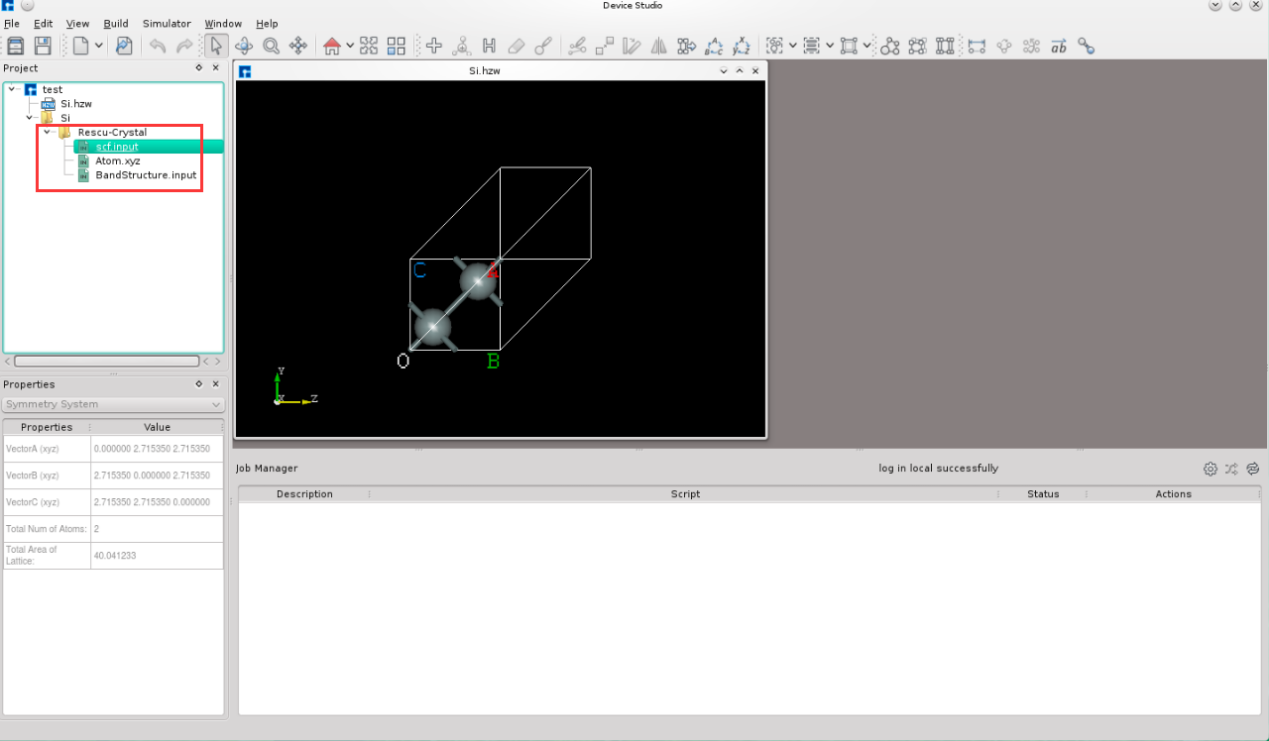 Device Studio
File Edit View Build Simulator Window Help
Project
test
Si.hzw
Si
Rescu-Crystal
scf.input
Atom.xyz
BandStructure.input
Si.hzw
C
A
O
B
Y
X
Z
Properties
Symmetry System
Properties Value
VectorA (xyz) 0.000000 2.715350 2.715350
VectorB (xyz) 2.715350 0.000000 2.715350
VectorC (xyz) 2.715350 2.715350 0.000000
Total Num of Atoms: 2
Total Area of
Lattice: 40.041233
Job Manager log in local successfully
Description Script Status Actions